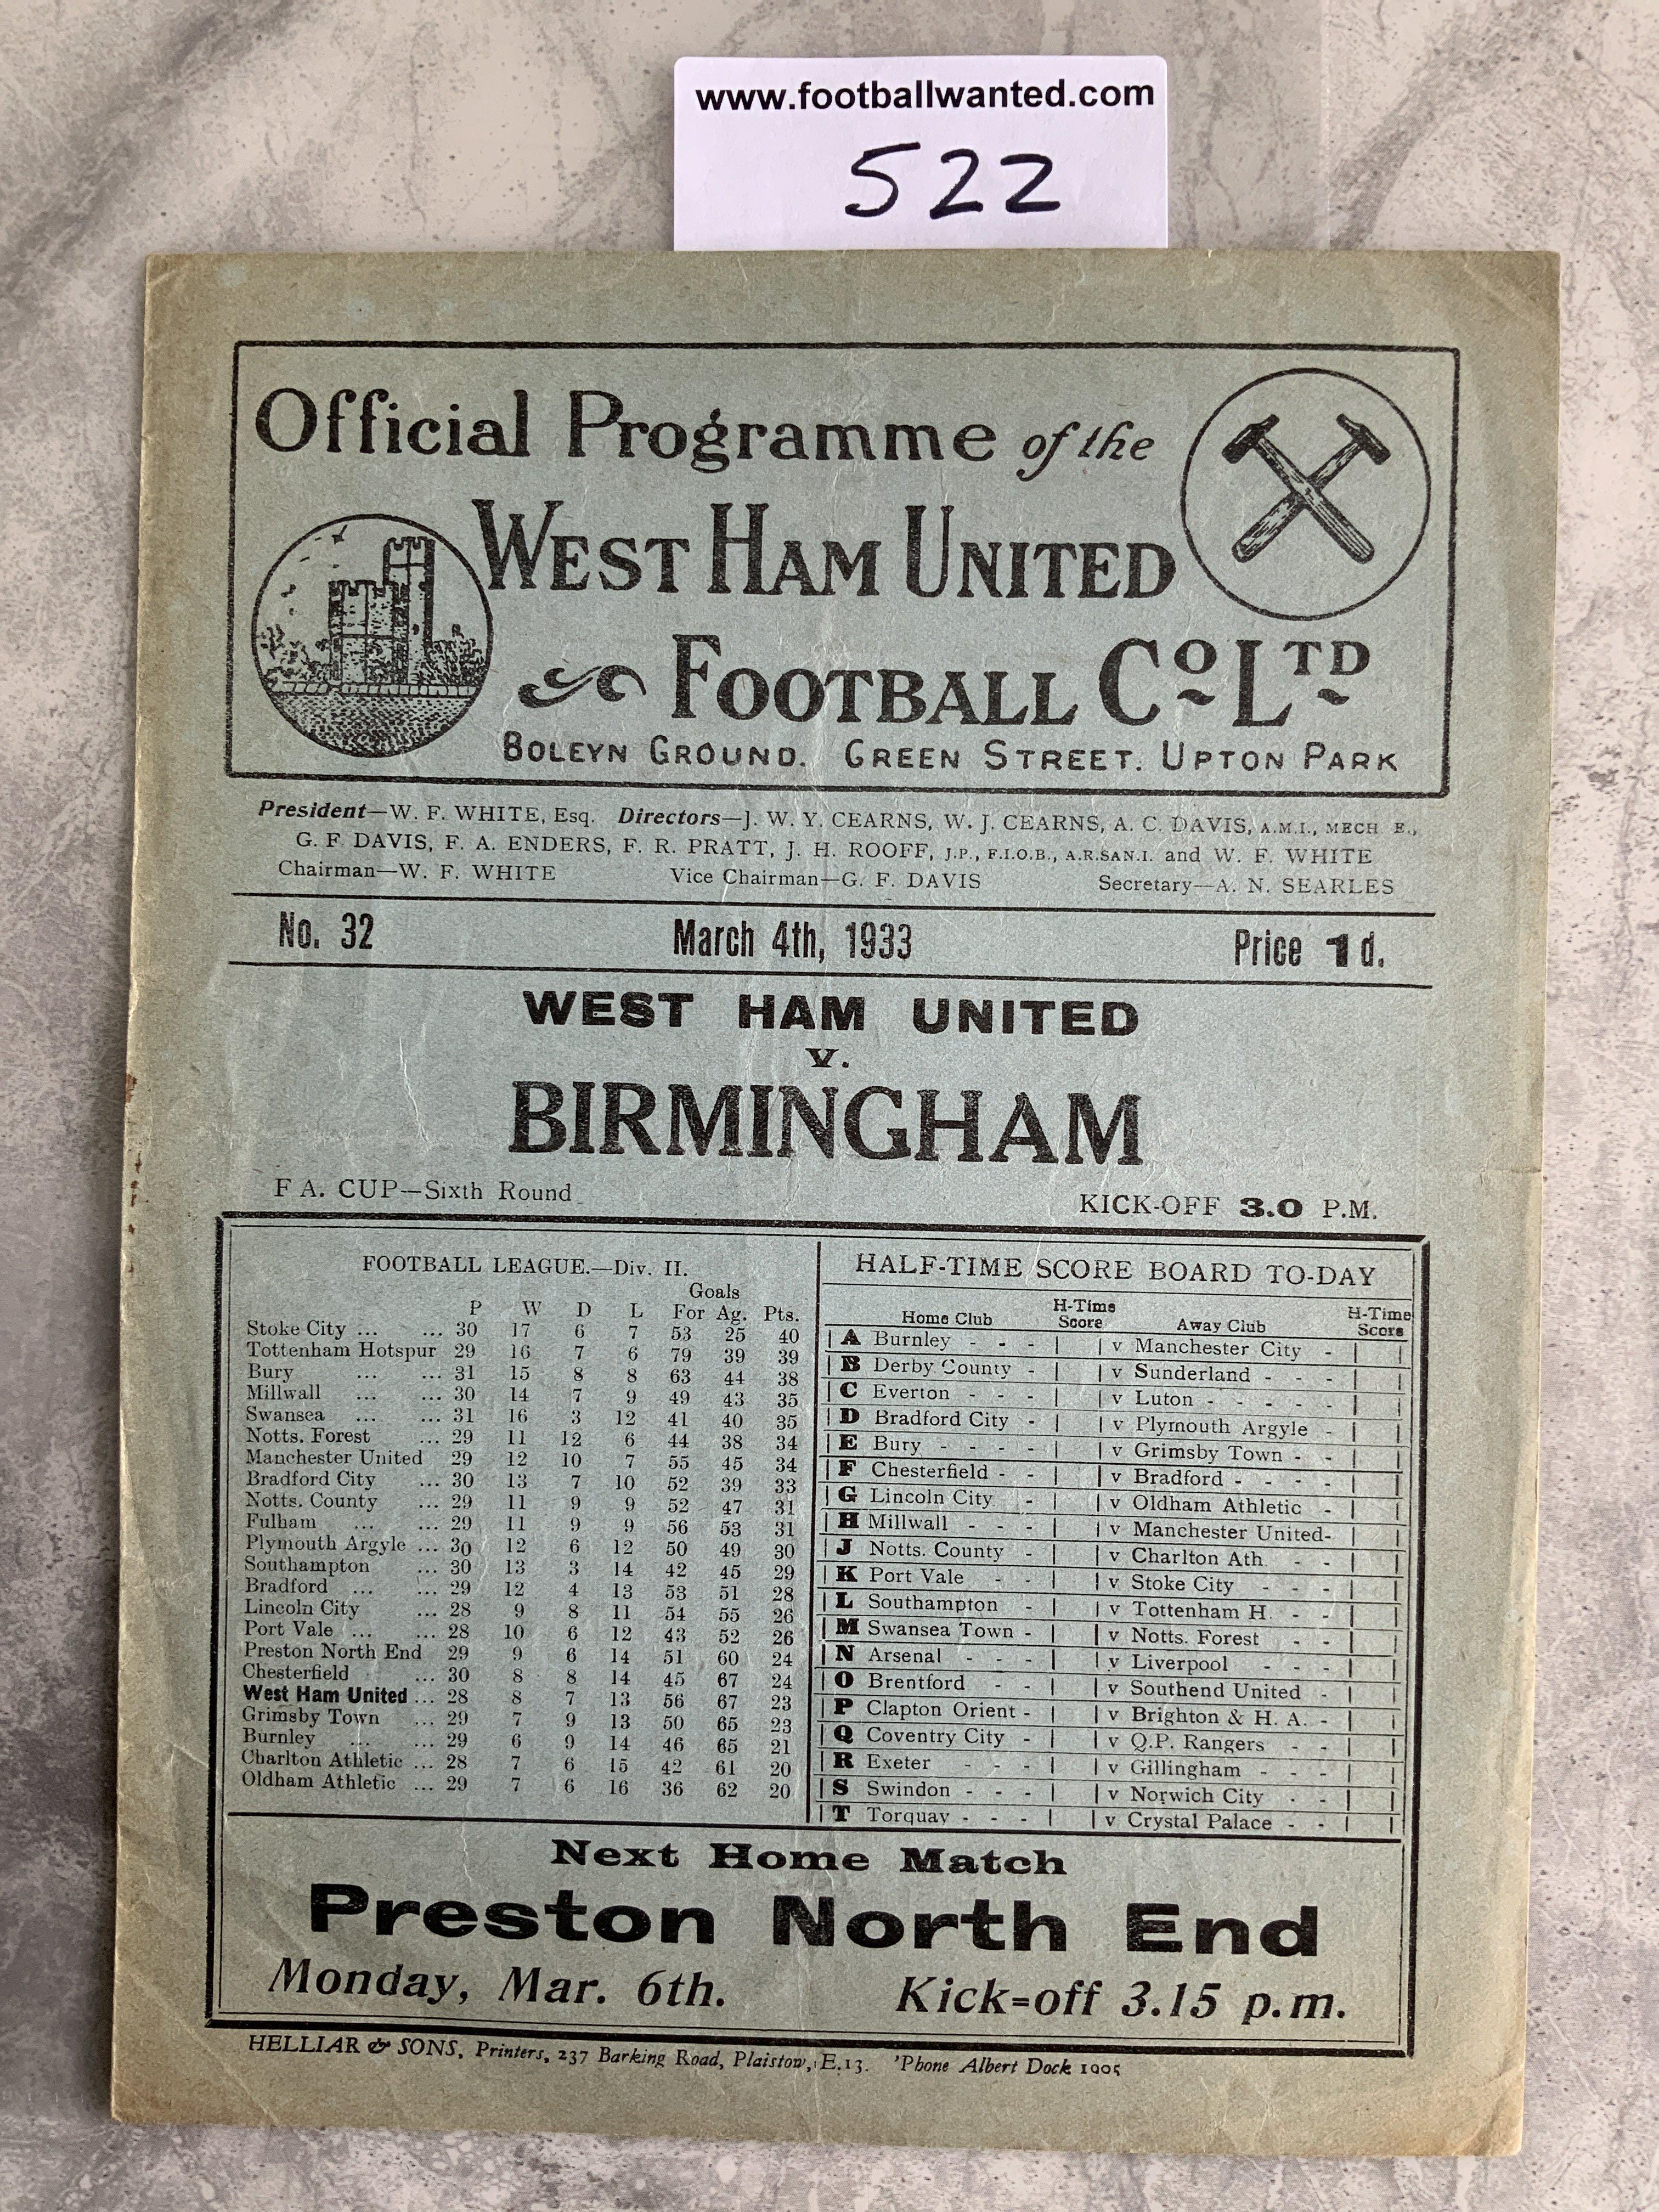 www.footballwanted.com
522
Official Programme of the
WEST HAM UNITED
FOOTBALL CO LTD
BOLEYN GROUND. GREEN STREET. UPTON PARK
President—W. F. WHITE, Esq. Directors—J. W. Y. CEARNS, W. J. CEARNS, A. C. DAVIS, A.M.I., MECH E.,
G. F DAVIS, F. A. ENDERS, F. R. PRATT, J. H. ROOFF, J.P., F.I.O.B., A.R.SAN.I. and W. F. WHITE
Chairman—W. F. WHITE Vice Chairman—G. F. DAVIS Secretary—A. N. SEARLES
No. 32 March 4th, 1933 Price 1d.
WEST HAM UNITED
v.
BIRMINGHAM
F A. CUP—Sixth Round KICK-OFF 3.0 P.M.
FOOTBALL LEAGUE.—Div. II.
Goals
P W D L For Ag. Pts.
Stoke City ... ... 30 17 6 7 53 25 40
Tottenham Hotspur 29 16 7 6 79 39 39
Bury ... ... 31 15 8 8 63 44 38
Millwall ... ... 30 14 7 9 49 43 35
Swansea ... ... 31 16 3 12 41 40 35
Notts. Forest ... 29 11 12 6 44 38 34
Manchester United 29 12 10 7 55 45 34
Bradford City ... 30 13 7 10 52 39 33
Notts. County ... 29 11 9 9 52 47 31
Fulham ... ... 29 11 9 9 56 53 31
Plymouth Argyle ... 30 12 6 12 50 49 30
Southampton ... 30 13 3 14 42 45 29
Bradford ... ... 29 12 4 13 53 51 28
Lincoln City ... 28 9 8 11 54 55 26
Port Vale ... ... 28 10 6 12 43 52 26
Preston North End 29 9 6 14 51 60 24
Chesterfield ... 30 8 8 14 45 67 24
West Ham United ... 28 8 7 13 56 67 23
Grimsby Town ... 29 7 9 13 50 65 23
Burnley ... ... 29 6 9 14 46 65 21
Charlton Athletic ... 28 7 6 15 42 61 20
Oldham Athletic ... 29 7 6 16 36 62 20
HALF-TIME SCORE BOARD TO-DAY
Home Club H-Time Score Away Club H-Time Score
A Burnley - - - v Manchester City -
B Derby County - v Sunderland - - -
C Everton - - - v Luton - - - - -
D Bradford City - v Plymouth Argyle -
E Bury - - - - v Grimsby Town - -
F Chesterfield - - v Bradford - - - -
G Lincoln City - v Oldham Athletic -
H Millwall - - - v Manchester United-
J Notts. County - v Charlton Ath. - -
K Port Vale - - v Stoke City - - -
L Southampton - v Tottenham H. - -
M Swansea Town - v Notts. Forest - -
N Arsenal - - - v Liverpool - - -
O Brentford - - v Southend United -
P Clapton Orient - v Brighton & H. A. -
Q Coventry City - v Q.P. Rangers - -
R Exeter - - - v Gillingham - - -
S Swindon - - - v Norwich City - -
T Torquay - - - v Crystal Palace - -
Next Home Match
Preston North End
Monday, Mar. 6th. Kick=off 3.15 p.m.
HELLIAR & SONS, Printers, 237 Barking Road, Plaistow, E.13. 'Phone Albert Dock 1905